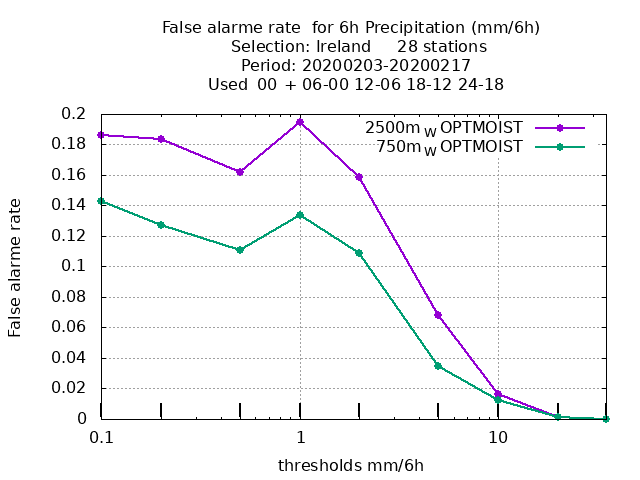 False alarme rate  for 6h Precipitation (mm/6h)
Selection: Ireland     28 stations
Period: 20200203-20200217
Used  00 + 06-00 12-06 18-12 24-18
2500m_W OPTMOIST
750m_W OPTMOIST
0.2
0.18
0.16
0.14
0.12
0.1
0.08
0.06
0.04
0.02
0
False alarme rate
0.1
1
10
thresholds mm/6h